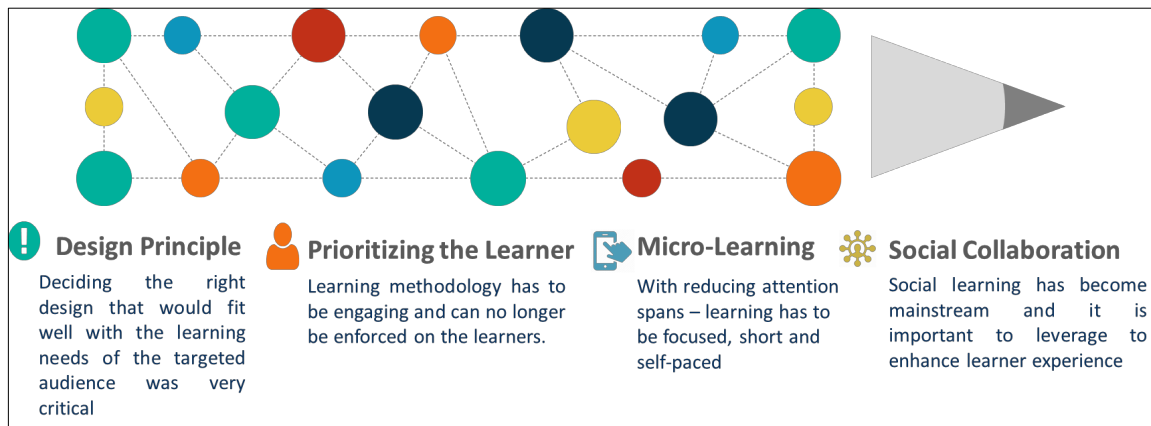 Design Principle
Deciding the right
design that would fit
well with the learning
needs of the targeted
audience was very
critical
Prioritizing the Learner
Learning methodology has to
be engaging and can no longer
be enforced on the learners.
Micro-Learning
With reducing attention
spans – learning has to
be focused, short and
self-paced
Social Collaboration
Social learning has become
mainstream and it is
important to leverage to
enhance learner experience